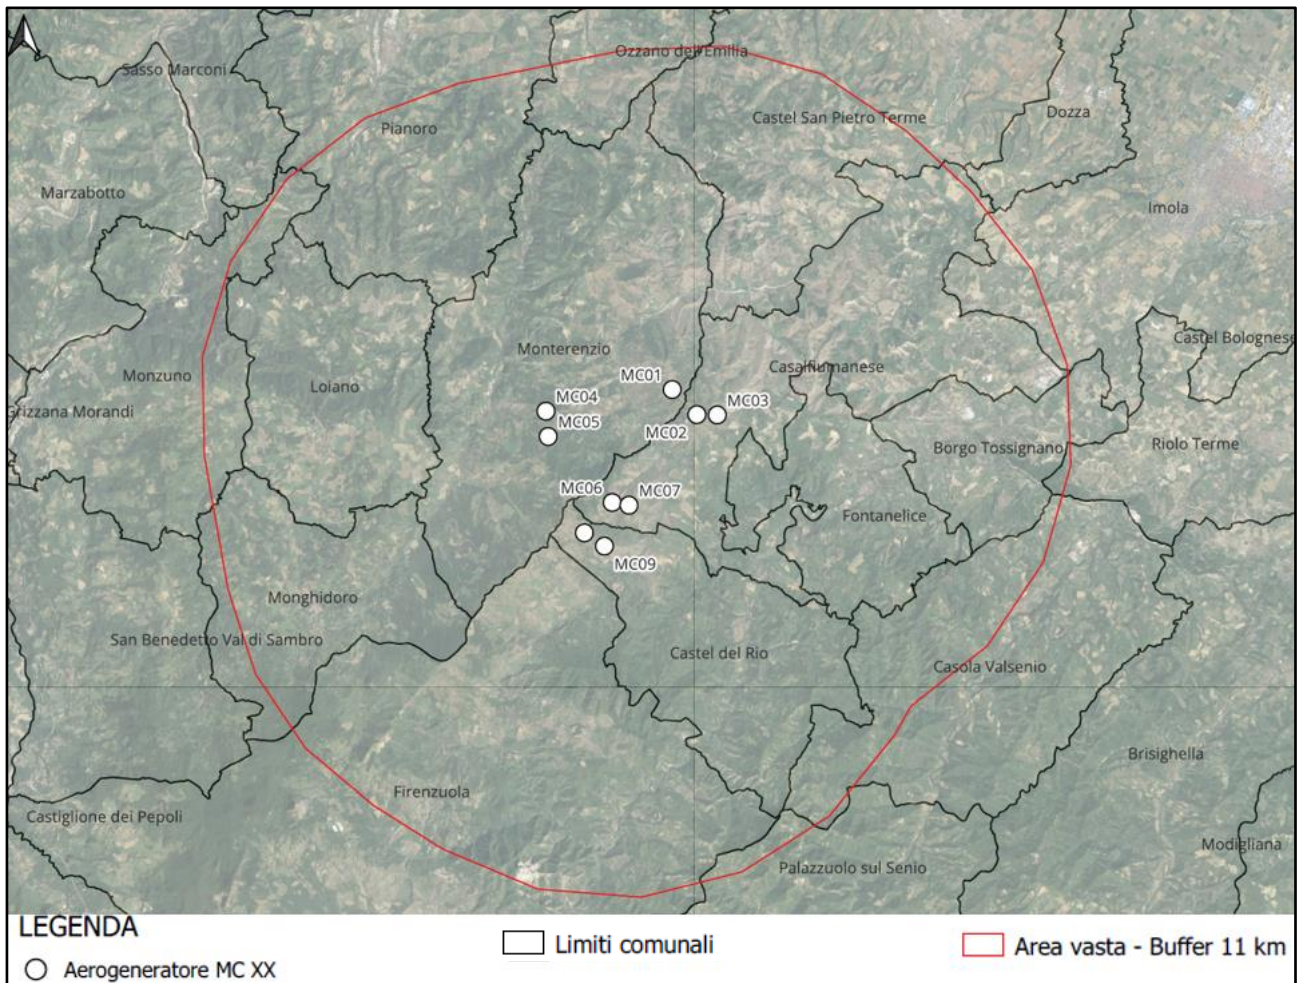 Ozzano dell'Emilia
Sasso Marconi
Dozza
Castel San Pietro Terme
Pianoro
Marzabotto
Imola
Castel Bolognese
Monterenzio
Casalfiumanese
Monzuno
Loiano
MC01
MC04
MC03
Grizzana Morandi
MC05
MC02
Borgo Tossignano
Riolo Terme
MC06
MC07
Fontanelice
MC09
Monghidoro
San Benedetto Val di Sambro
Castel del Rio
Casola Valsenio
Brisighella
Firenzuola
Castiglione dei Pepoli
Modigliana
Palazzuolo sul Senio
LEGENDA
Limiti comunali
Area vasta - Buffer 11 km
Aerogeneratore MC XX